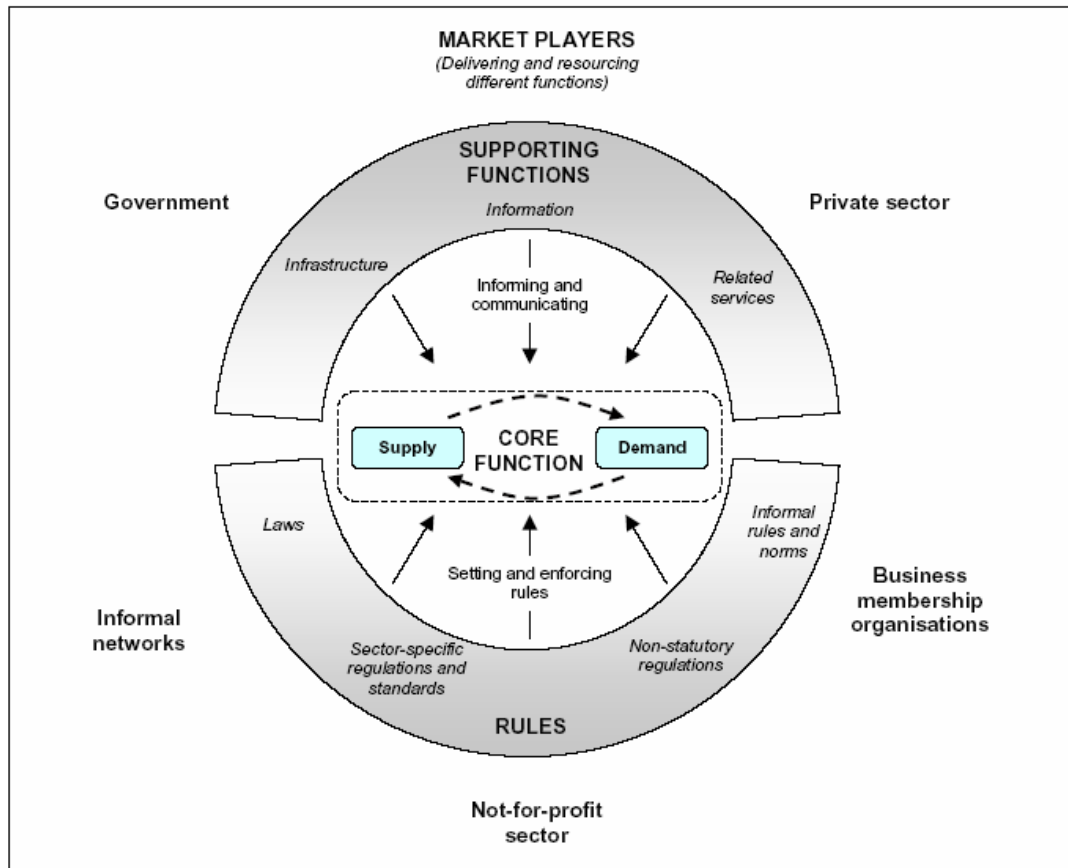 MARKET PLAYERS
(Delivering and resourcing
different functions)
SUPPORTING
FUNCTIONS
Government
Private sector
Information
Infrastructure
Related
services
Informing and
communicating
Supply
CORE
FUNCTION
Demand
Laws
Informal
rules and
norms
Setting and enforcing
rules
Informal
networks
Business
membership
organisations
Sector-specific
regulations and
standards
Non-statutory
regulations
RULES
Not-for-profit
sector